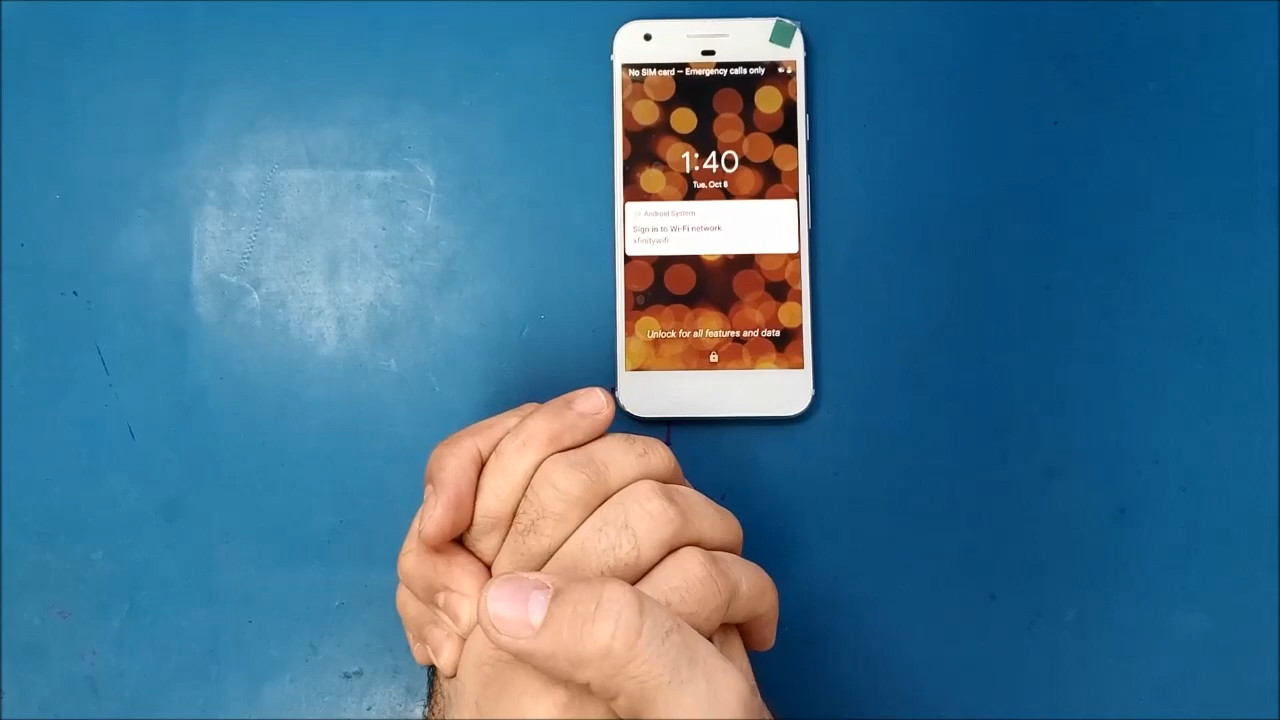 No SIM card — Emergency calls only
1:40
Tue, Oct 8
Android System
Sign in to Wi-Fi network
xfinitywifi
Unlock for all features and data